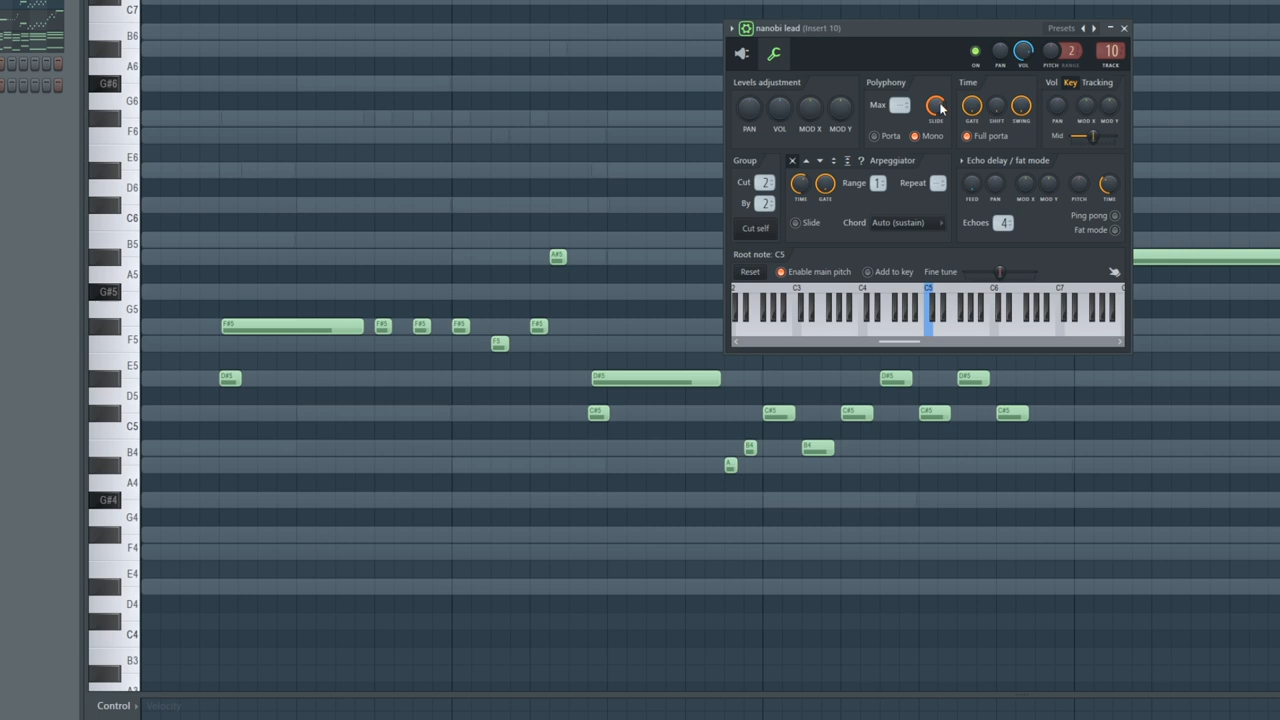 nanobi lead (Insert 10) Presets
ON PAN VOL PITCH 2 RANGE 10 TRACK
Levels adjustment
PAN VOL MOD X MOD Y
Polyphony
Max SLIDE
Porta Mono
Time
GATE SHIFT SWING
Full porta
Vol Key Tracking
PAN MOD X MOD Y
Mid
Group
Cut 2
By 2
Cut self
? Arpeggiator
TIME GATE Range 1 Repeat
Slide Chord Auto (sustain)
Echo delay / fat mode
FEED PAN MOD X MOD Y PITCH TIME
Echoes 4
Ping pong
Fat mode
Root note: C5
Reset Enable main pitch Add to key Fine tune
2 C3 C4 C5 C6 C7 C
C7
B6
A6
G#6
G6
F6
E6
D6
C6
B5
A#5
A5
G#5
G5
F#5 F#5 F#5 F#5 F#5
F5 F5
E5
D#5 D#5 D#5 D#5
D5
C#5 C#5 C#5 C#5 C#5
C5
B4 B4 B4
A
A4
G#4
G4
F4
E4
D4
C4
B3
A3
Control Velocity